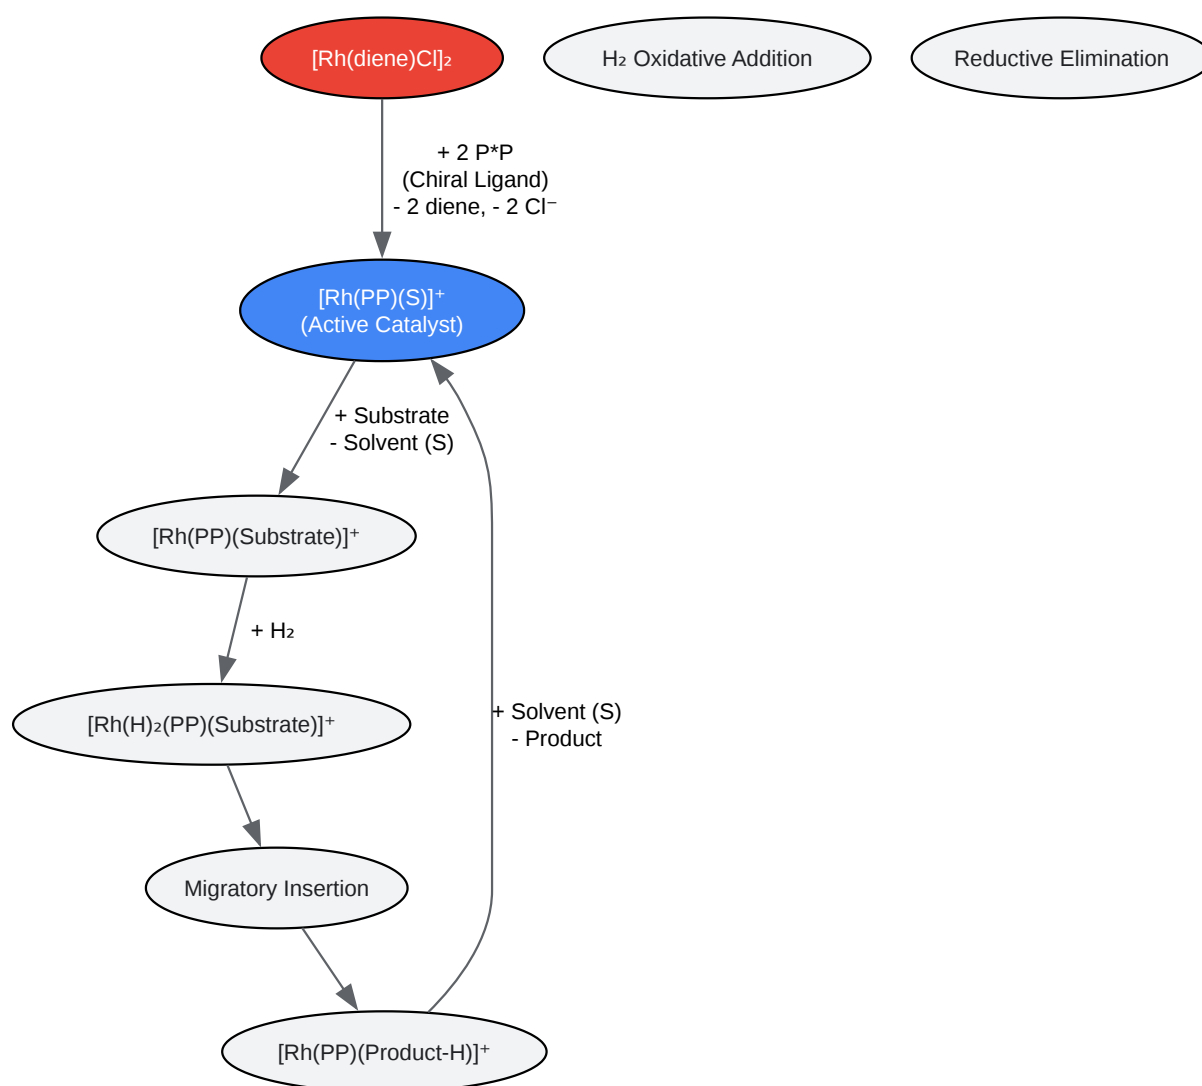 [Rh(diene)Cl]₂
H₂ Oxidative Addition
Reductive Elimination
+ 2 P*P
(Chiral Ligand)
- 2 diene, - 2 Cl⁻
[Rh(PP)(S)]⁺
(Active Catalyst)
+ Substrate
- Solvent (S)
[Rh(PP)(Substrate)]⁺
+ H₂
[Rh(H)₂(PP)(Substrate)]⁺
+ Solvent (S)
- Product
Migratory Insertion
[Rh(PP)(Product-H)]⁺